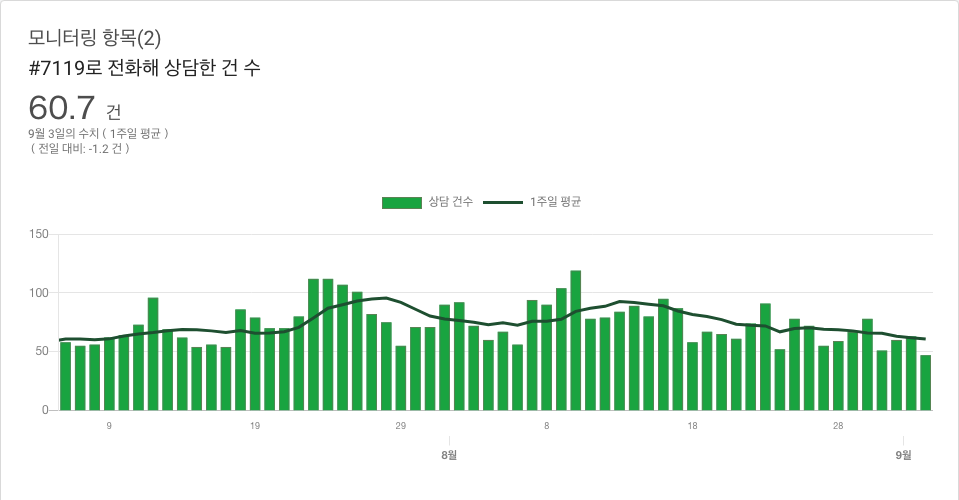 모니터링 항목(2)
#7119로 전화해 상담한 건 수
60.7 건
9월 3일의 수치 ( 1주일 평균 )
( 전일 대비: -1.2 건 )
상담 건수 1주일 평균
150
100
50
0
9 19 29 8 18 28
8월 9월